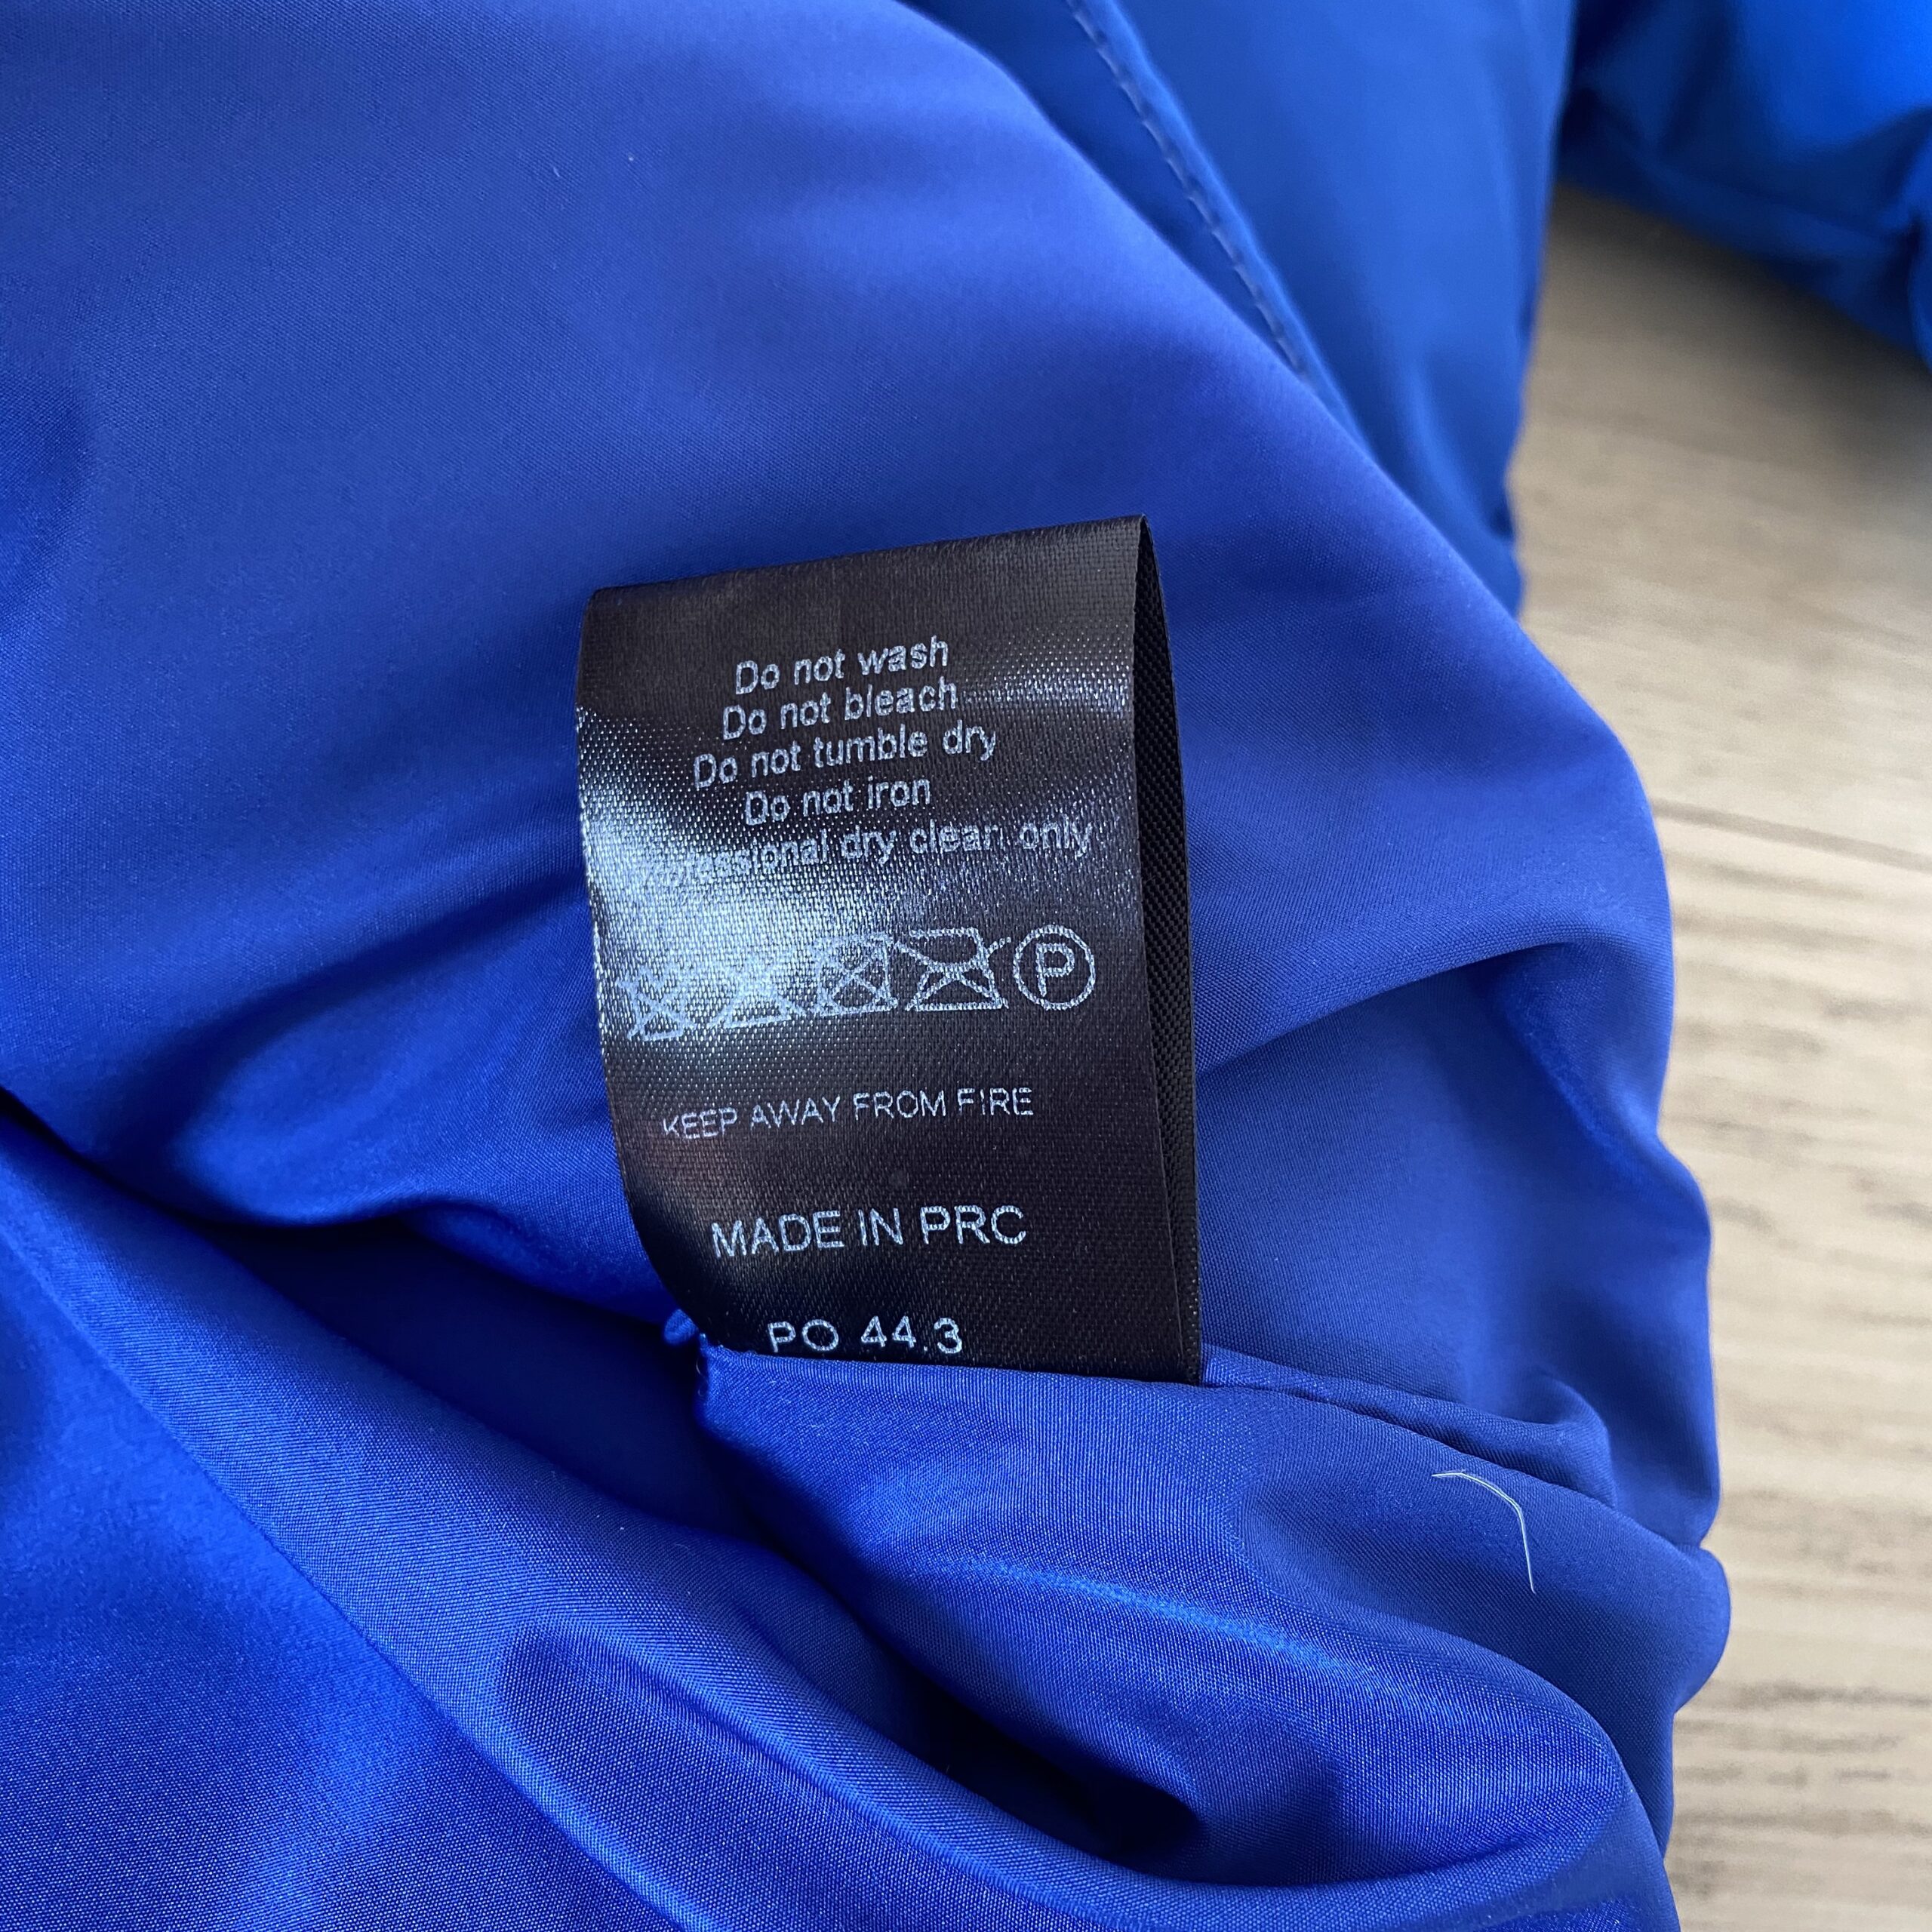 Do not wash
Do not bleach
Do not tumble dry
Do not iron
Professional dry clean only
P
KEEP AWAY FROM FIRE
MADE IN PRC
PO 44.3